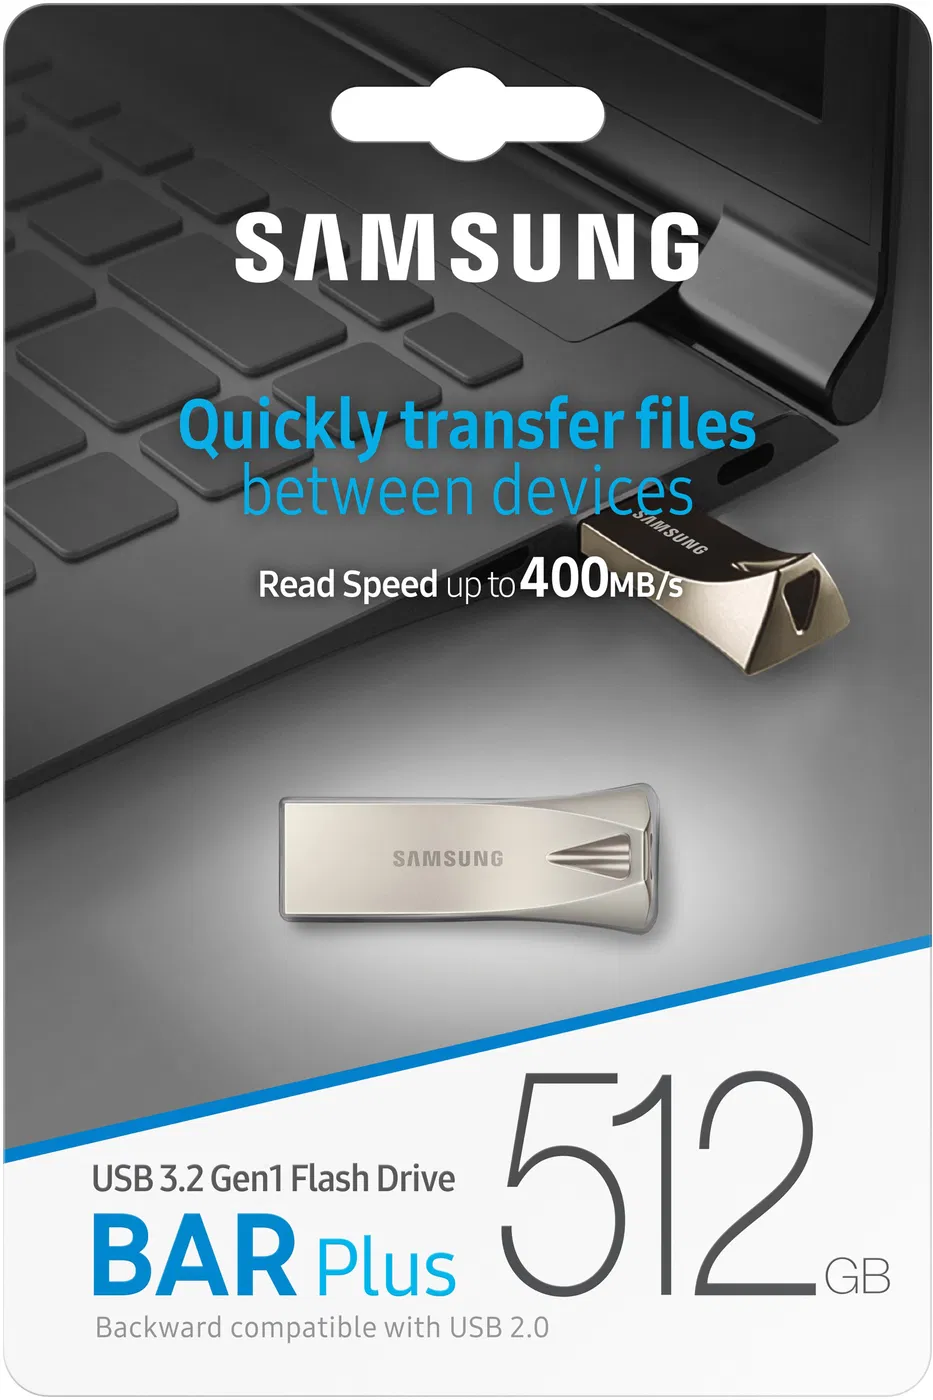 SAMSUNG
Quickly transfer files
between devices
SAMSUNG
Read Speed up to 400MB/s
SAMSUNG
USB 3.2 Gen1 Flash Drive
512GB
BAR Plus
Backward compatible with USB 2.0